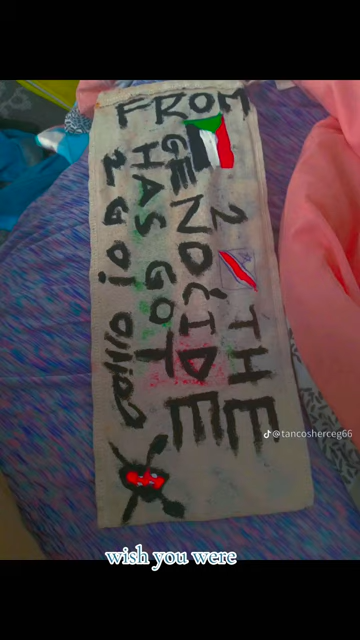 FROM
2 THE
GENOCIDE
HAS GOT
2 GO!
@tancosherceg66
wish you were